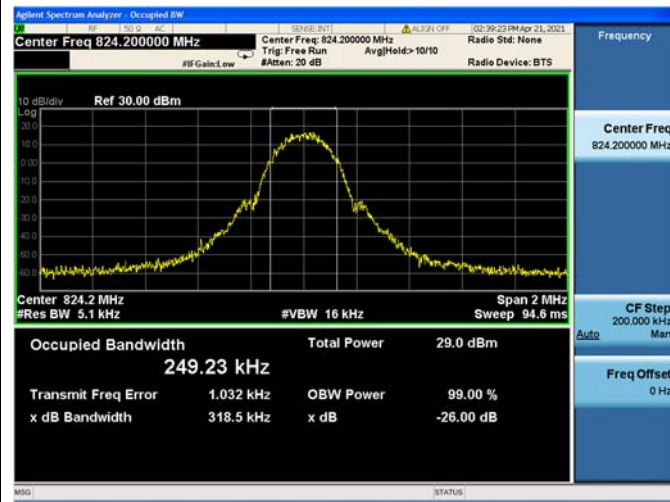 Agilent Spectrum Analyzer - Occupied BW
RF 50 Ω AC SENSE:INT ALIGN OFF 02:39:23 PM Apr 21, 2021
Center Freq 824.200000 MHz
Center Freq: 824.200000 MHz
Radio Std: None
Trig: Free Run Avg|Hold:>10/10
#IFGain:Low #Atten: 20 dB
Radio Device: BTS
Frequency
10 dB/div Ref 30.00 dBm
Log
20.0
10.0
0.00
-10.0
-20.0
-30.0
-40.0
-50.0
-60.0
Center Freq
824.200000 MHz
Center 824.2 MHz Span 2 MHz
#Res BW 5.1 kHz #VBW 16 kHz Sweep 94.6 ms
CF Step
200.000 kHz
Auto Man
Occupied Bandwidth Total Power 29.0 dBm
249.23 kHz
Transmit Freq Error 1.032 kHz OBW Power 99.00 %
x dB Bandwidth 318.5 kHz x dB -26.00 dB
Freq Offset
0 Hz
MSG STATUS